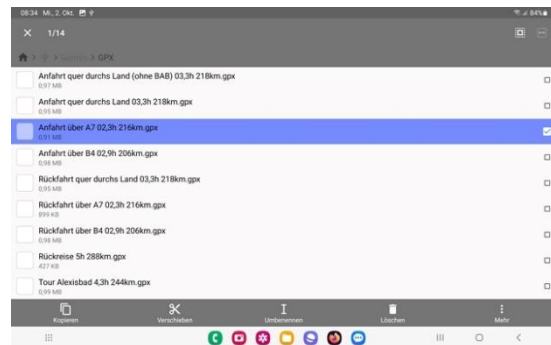 08:34 Mi., 2. Okt.
84%
1/14
> GPX
Anfahrt quer durchs Land (ohne BAB) 03,3h 218km.gpx
0,97 MB
Anfahrt quer durchs Land 03,3h 218km.gpx
0,95 MB
Anfahrt über A7 02,3h 216km.gpx
0,91 MB
Anfahrt über B4 02,9h 206km.gpx
0,98 MB
Rückfahrt quer durchs Land 03,3h 218km.gpx
0,95 MB
Rückfahrt über A7 02,3h 216km.gpx
899 KB
Rückfahrt über B4 02,9h 206km.gpx
0,98 MB
Rückreise 5h 288km.gpx
427 KB
Tour Alexisbad 4,3h 244km.gpx
0,99 MB
Kopieren
Verschieben
Umbenennen
Löschen
Mehr